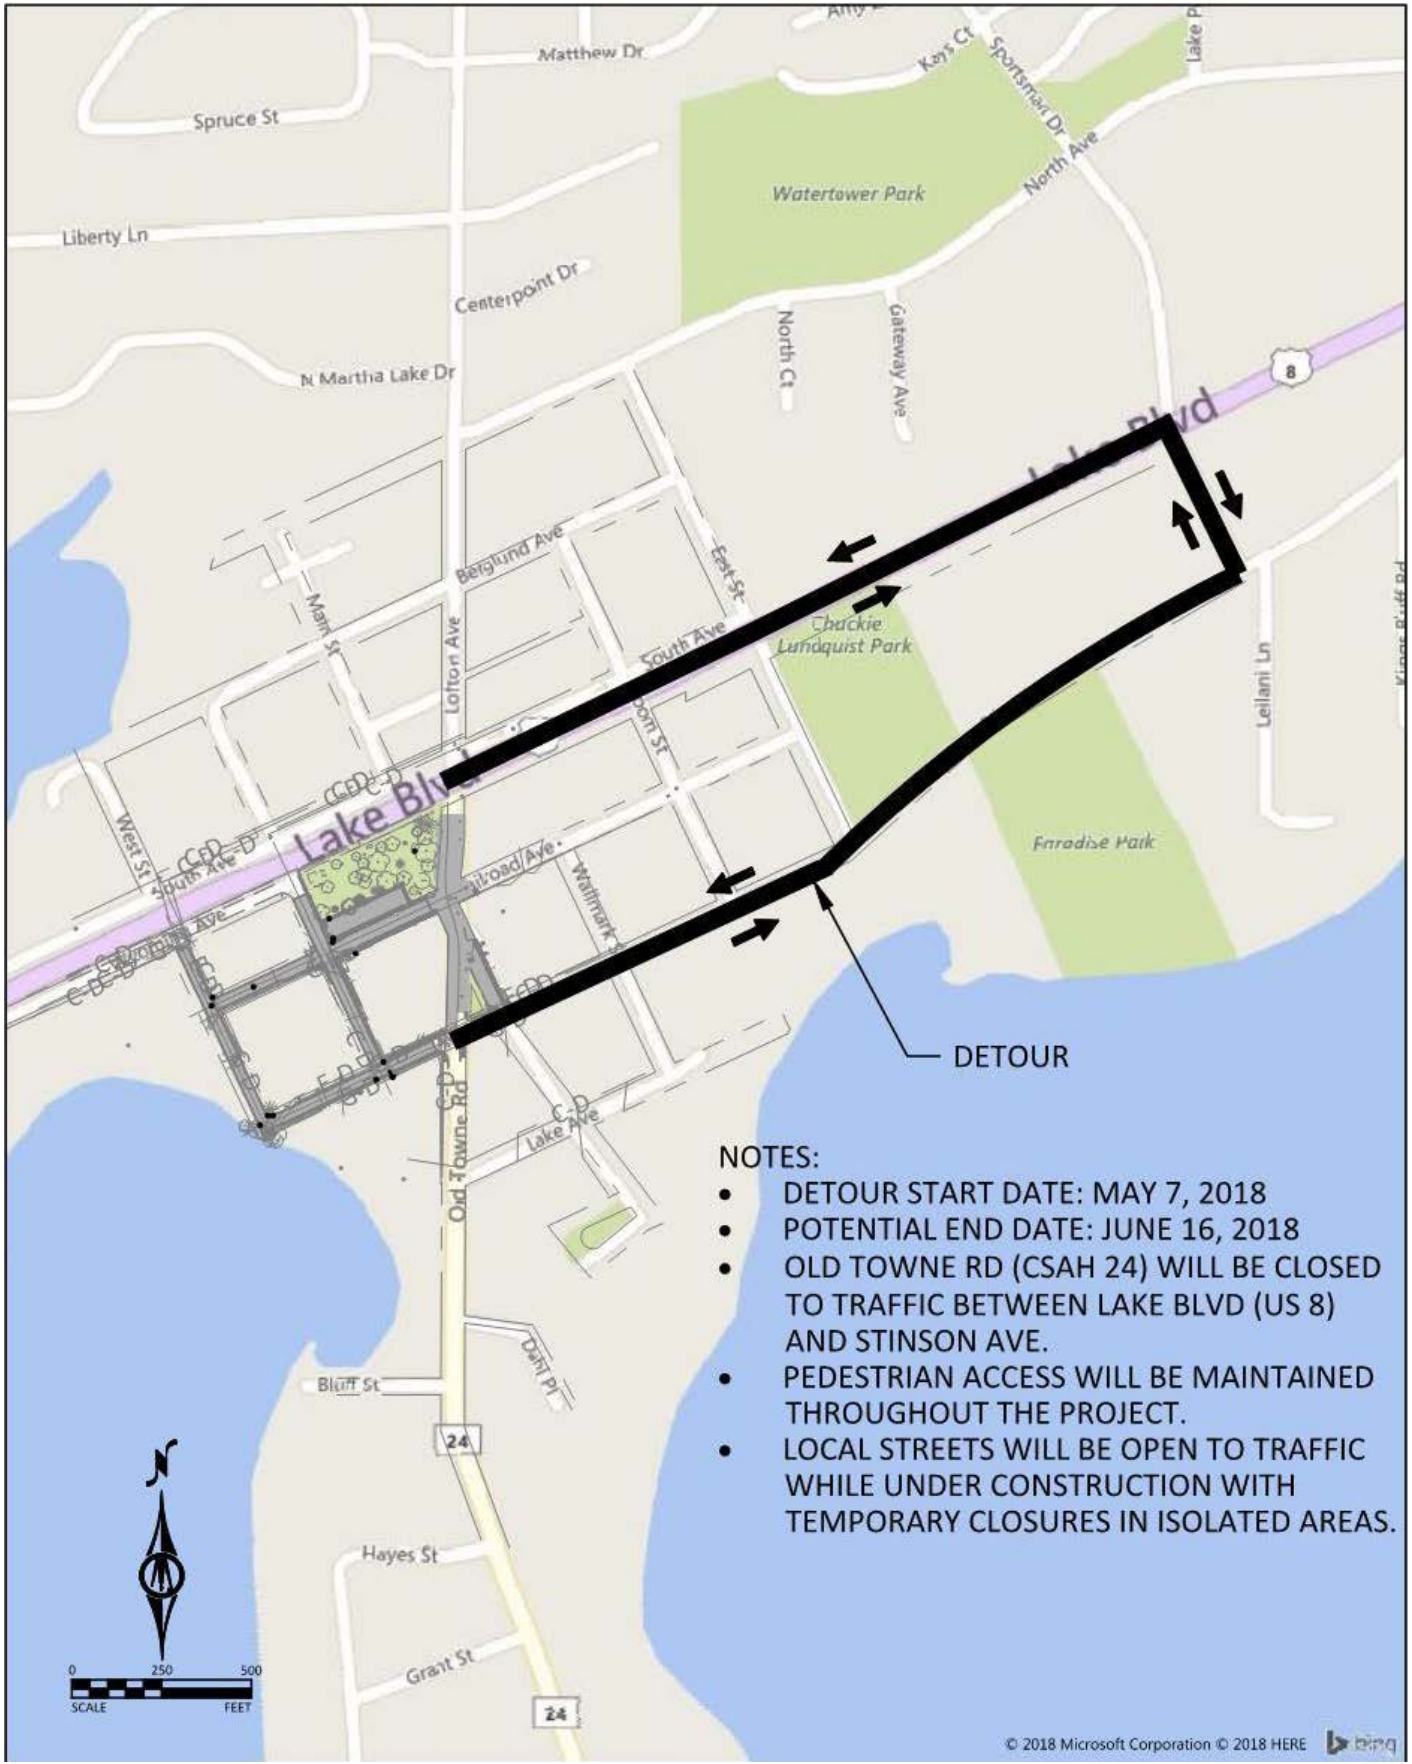 Matthew Dr
Kays Ct
Sportsman Dr
Spruce St
North Ave
Watertower Park
Liberty Ln
Centerpoint Dr
North Ct
Gateway Ave
N Martha Lake Dr
8
Lake Blvd
Berglund Ave
East St
Main St
Lofton Ave
South Ave
Chuckie
Lundquist Park
Leilani Ln
Lake Blvd
West St
South Ave
Paradise Park
Lake Ave
Old Towne Rd
DETOUR
NOTES:
• DETOUR START DATE: MAY 7, 2018
• POTENTIAL END DATE: JUNE 16, 2018
• OLD TOWNE RD (CSAH 24) WILL BE CLOSED
TO TRAFFIC BETWEEN LAKE BLVD (US 8)
AND STINSON AVE.
• PEDESTRIAN ACCESS WILL BE MAINTAINED
THROUGHOUT THE PROJECT.
• LOCAL STREETS WILL BE OPEN TO TRAFFIC
WHILE UNDER CONSTRUCTION WITH
TEMPORARY CLOSURES IN ISOLATED AREAS.
Dahl Pl
Bluff St
24
N
Hayes St
Grant St
24
0 250 500
SCALE FEET
© 2018 Microsoft Corporation © 2018 HERE
bing